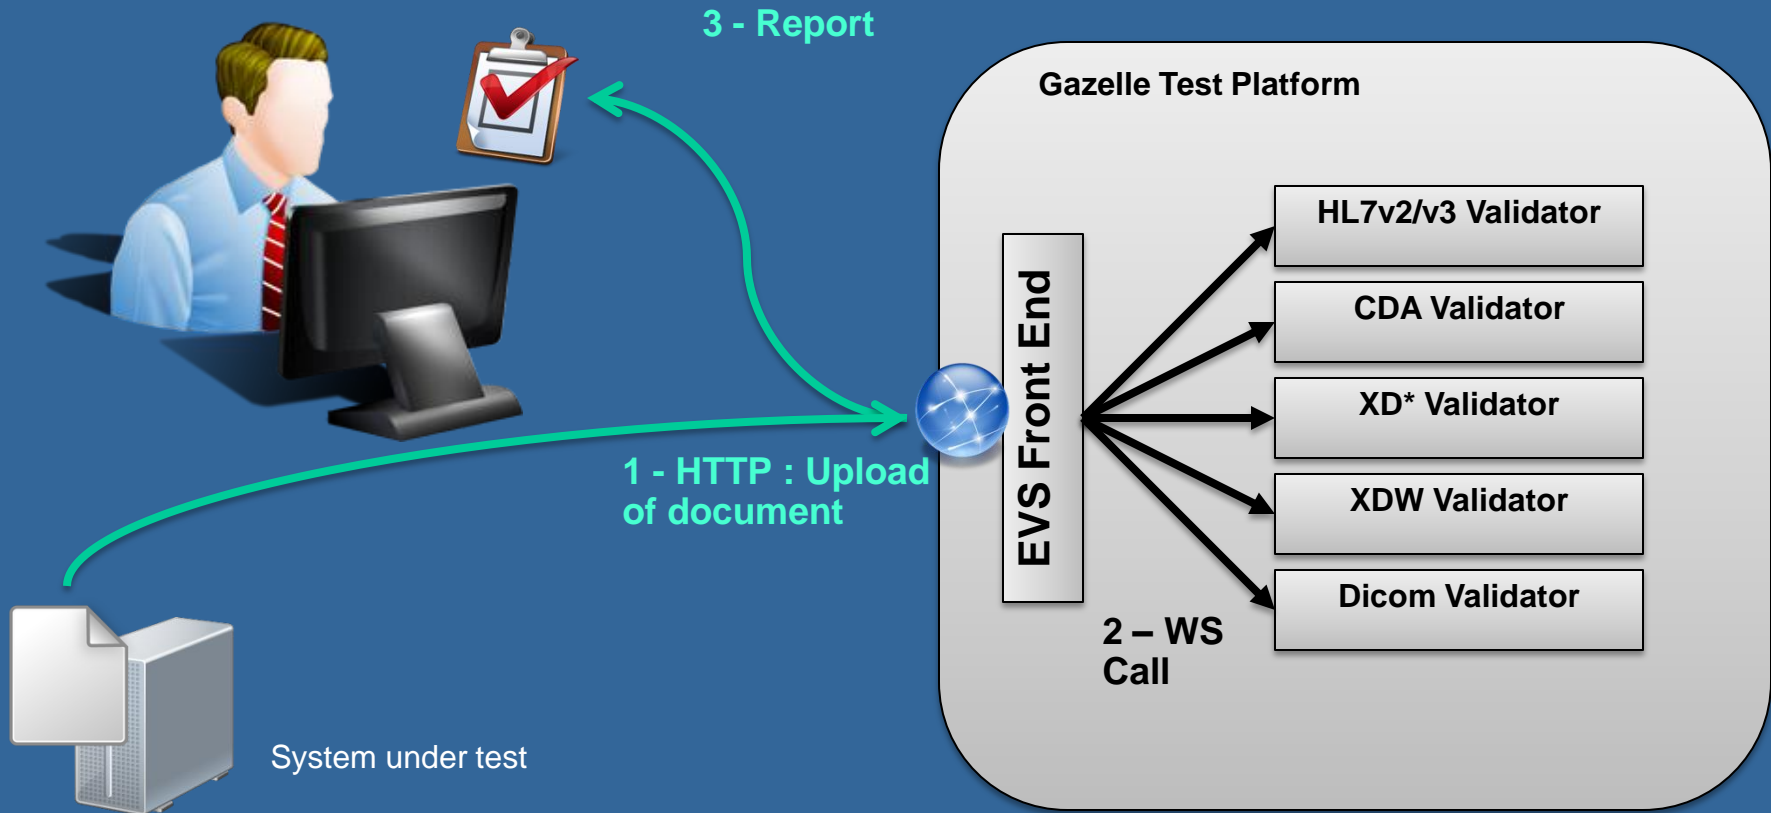 3 - Report
Gazelle Test Platform
HL7v2/v3 Validator
CDA Validator
XD* Validator
XDW Validator
Dicom Validator
EVS Front End
1 - HTTP : Upload
of document
2 – WS
Call
System under test